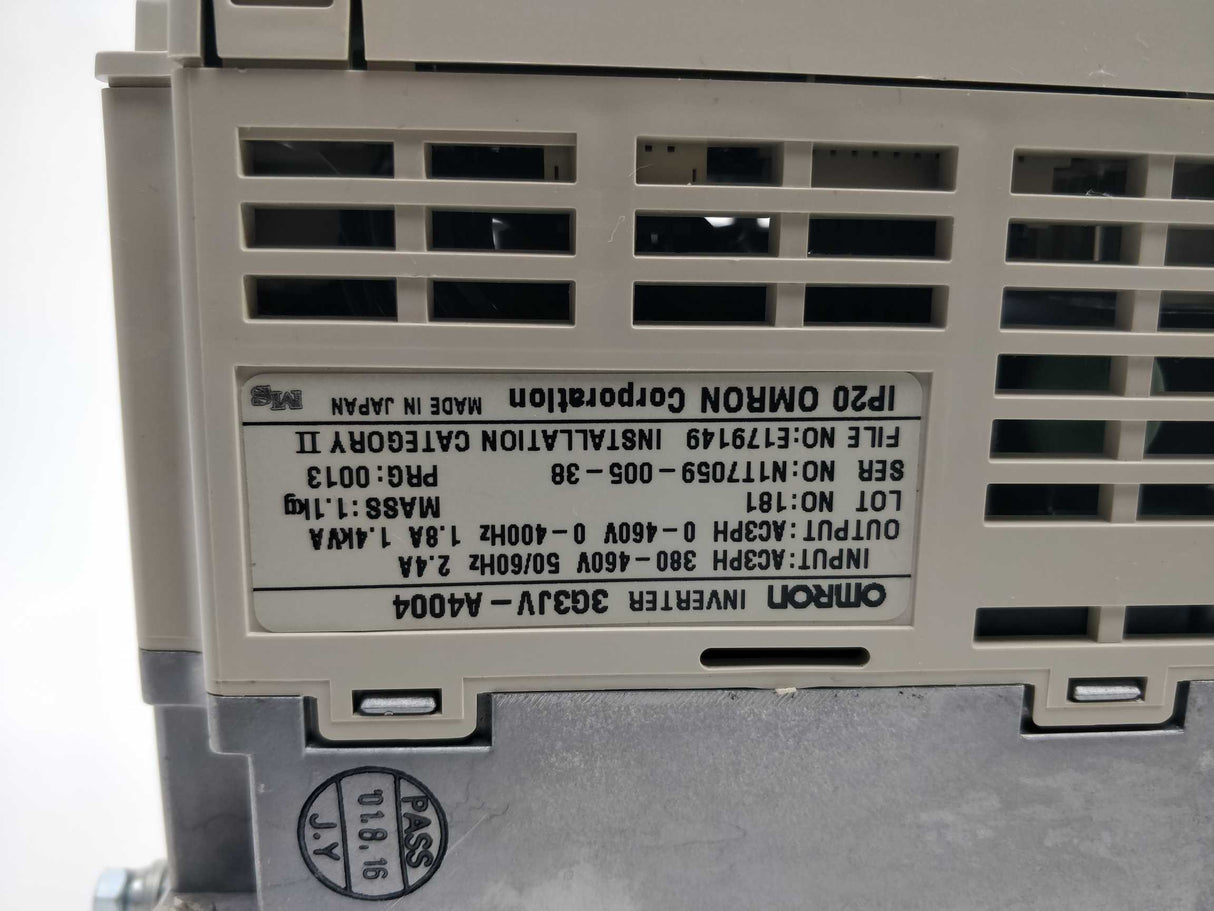 OMRON INVERTER 3G3JV-A4004
INPUT:AC3PH 380-460V 50/60Hz 2.4A
OUTPUT:AC3PH 0-460V 0-400Hz 1.8A 1.4kVA
LOT NO:181 MASS:1.1kg
SER NO:N1T7059-005-38 PRG:0013
FILE NO:E179149 INSTALLATION CATEGORY II
IP20 OMRON Corporation MADE IN JAPAN MS
PASS
'01.8.16
J.Y